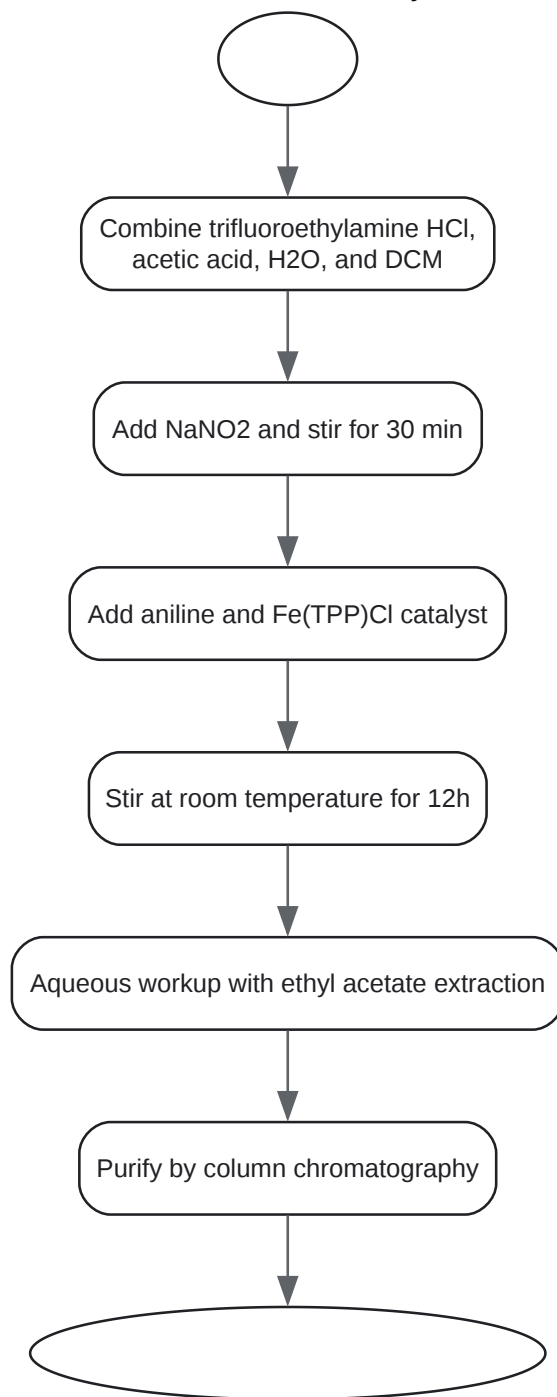 Combine trifluoroethylamine HCl,
acetic acid, H2O, and DCM
Add NaNO2 and stir for 30 min
Add aniline and Fe(TPP)Cl catalyst
Stir at room temperature for 12h
Aqueous workup with ethyl acetate extraction
Purify by column chromatography